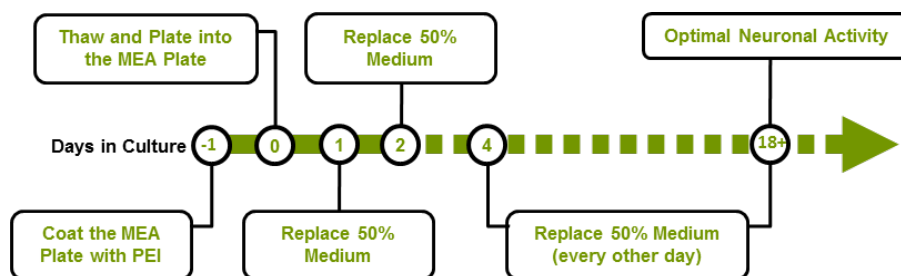 Thaw and Plate into
the MEA Plate
Replace 50%
Medium
Optimal Neuronal Activity
Days in Culture
-1
0
1
2
4
18+
Coat the MEA
Plate with PEI
Replace 50%
Medium
Replace 50% Medium
(every other day)